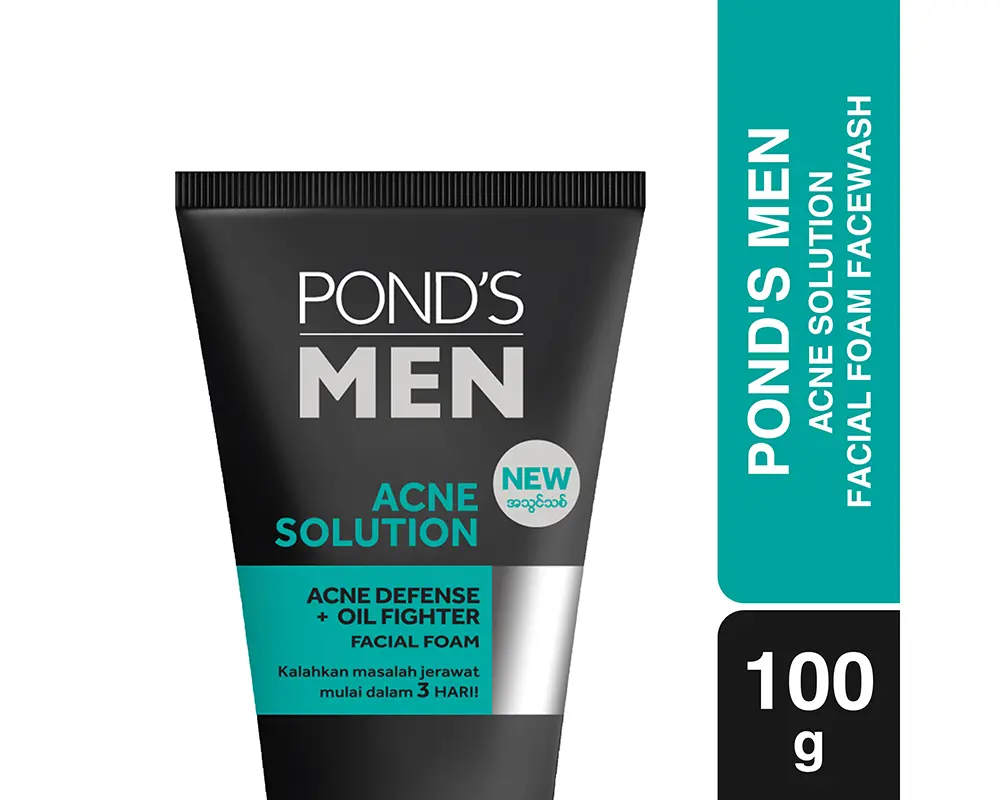 POND'S
MEN
NEW
အသွင်သစ်
ACNE
SOLUTION
ACNE DEFENSE
+ OIL FIGHTER
FACIAL FOAM
Kalahkan masalah jerawat
mulai dalam 3 HARI!
POND'S MEN
ACNE SOLUTION
FACIAL FOAM FACEWASH
100
g